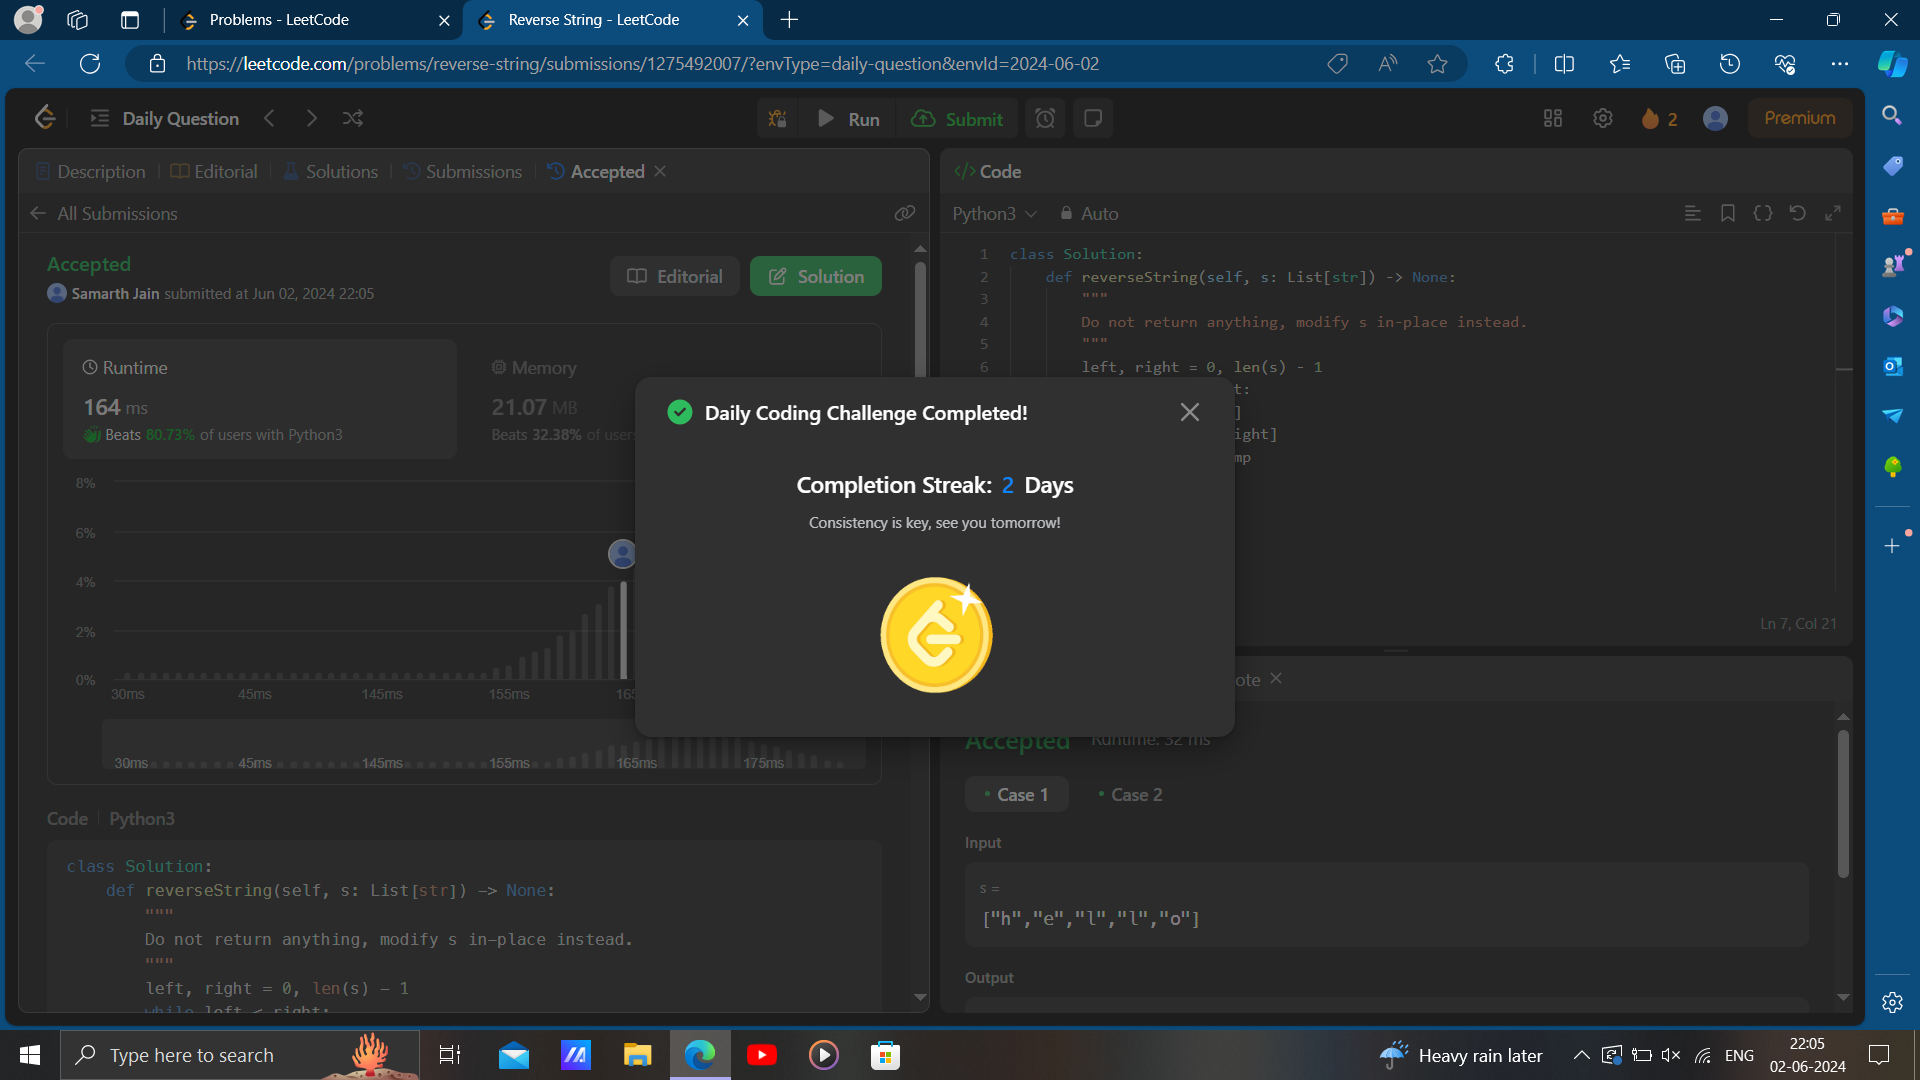 Problems - LeetCode
Reverse String - LeetCode
https://leetcode.com/problems/reverse-string/submissions/1275492007/?envType=daily-question&envId=2024-06-02
Daily Question
Run
Submit
2
Premium
Description
Editorial
Solutions
Submissions
Accepted
All Submissions
Accepted
Samarth Jain submitted at Jun 02, 2024 22:05
Editorial
Solution
Runtime
164 ms
Beats 80.73% of users with Python3
Memory
21.07 MB
Beats 32.38% of users
8%
6%
4%
2%
0%
30ms 45ms 145ms 155ms
30ms 45ms 145ms 155ms 165ms 175ms
Code
Python3
class Solution:
def reverseString(self, s: List[str]) -> None:
"""
Do not return anything, modify s in-place instead.
"""
left, right = 0, len(s) - 1
while left < right:
Daily Coding Challenge Completed!
Completion Streak: 2 Days
Consistency is key, see you tomorrow!
</> Code
Python3
Auto
1 class Solution:
2 def reverseString(self, s: List[str]) -> None:
3 """
4 Do not return anything, modify s in-place instead.
5 """
6 left, right = 0, len(s) - 1
t:
]
ight]
mp
Ln 7, Col 21
ote
Accepted
Runtime: 32 ms
Case 1
Case 2
Input
s =
["h","e","l","l","o"]
Output
Type here to search
Heavy rain later
ENG
22:05
02-06-2024